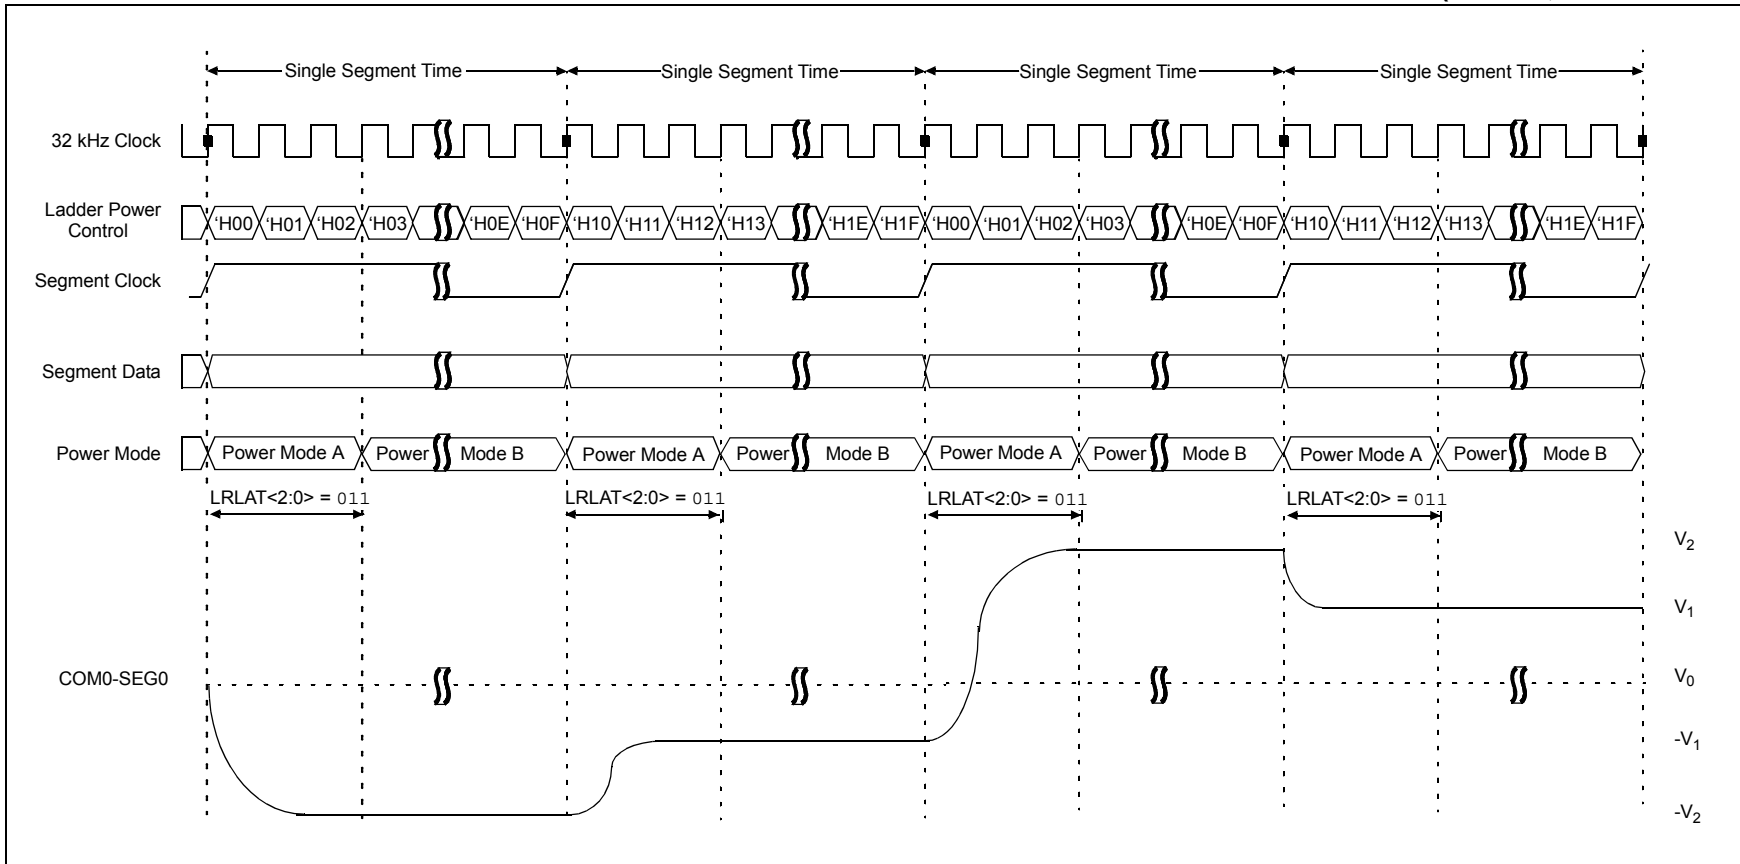 Single Segment Time Single Segment Time Single Segment Time Single Segment Time
32 kHz Clock
Ladder Power
Control
‘H00 ‘H01 ‘H02 ‘H03 ‘H0E ‘H0F ‘H10 ‘H11 ‘H12 ‘H13 ‘H1E ‘H1F ‘H00 ‘H01 ‘H02 ‘H03 ‘H0E ‘H0F ‘H10 ‘H11 ‘H12 ‘H13 ‘H1E ‘H1F
Segment Clock
Segment Data
Power Mode Power Mode A Power Mode B Power Mode A Power Mode B Power Mode A Power Mode B Power Mode A Power Mode B
LRLAT<2:0> = 011 LRLAT<2:0> = 011 LRLAT<2:0> = 011 LRLAT<2:0> = 011
V2
V1
COM0-SEG0
V0
-V1
-V2